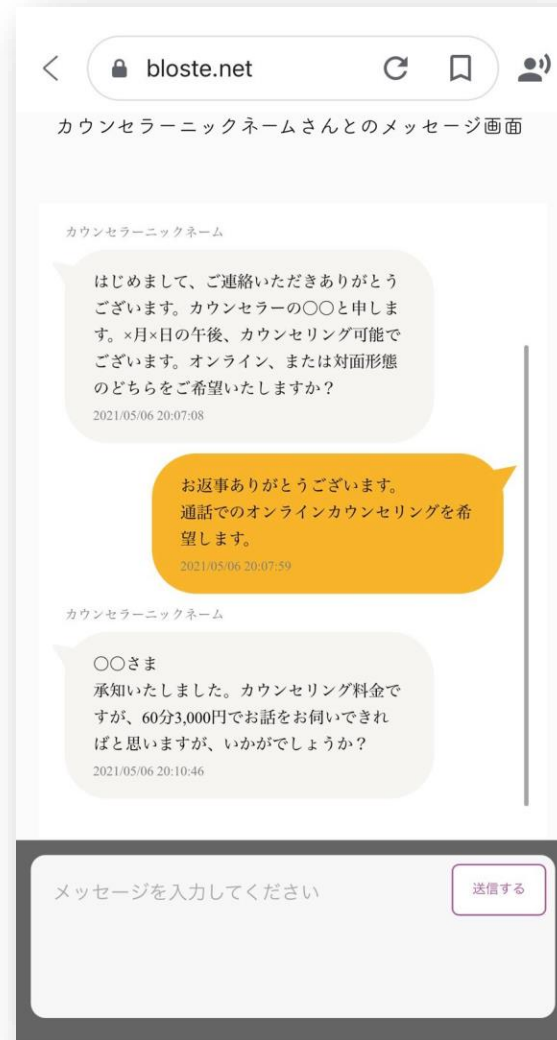 bloste.net
カウンセラーニックネームさんとのメッセージ画面
カウンセラーニックネーム
はじめまして、ご連絡いただきありがとう
ございます。カウンセラーの〇〇と申しま
す。×月×日の午後、カウンセリング可能で
ございます。オンライン、または対面形態
のどちらをご希望いたしますか？
2021/05/06 20:07:08
お返事ありがとうございます。
通話でのオンラインカウンセリングを希
望します。
2021/05/06 20:07:59
カウンセラーニックネーム
〇〇さま
承知いたしました。カウンセリング料金で
すが、60分3,000円でお話をお伺いできれ
ばと思いますが、いかがでしょうか？
2021/05/06 20:10:46
メッセージを入力してください
送信する